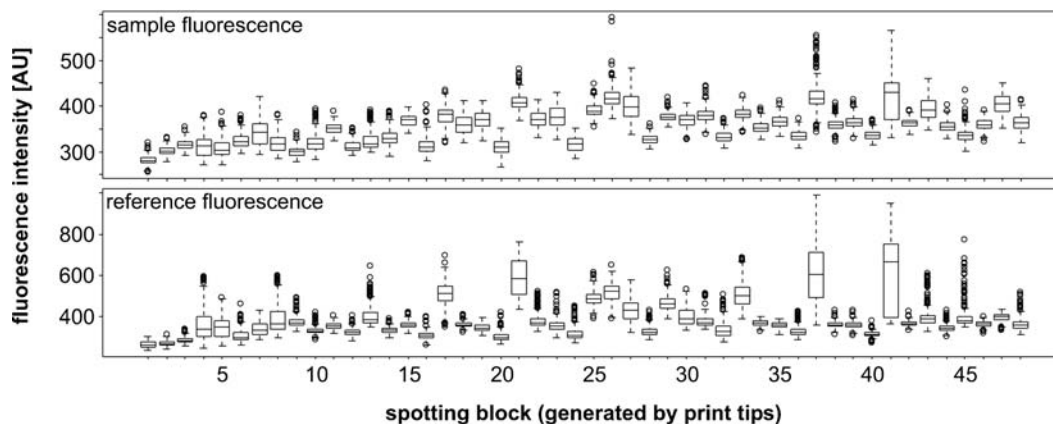 sample fluorescence
500
400
300
reference fluorescence
800
600
400
fluorescence intensity [AU]
5 10 15 20 25 30 35 40 45
spotting block (generated by print tips)